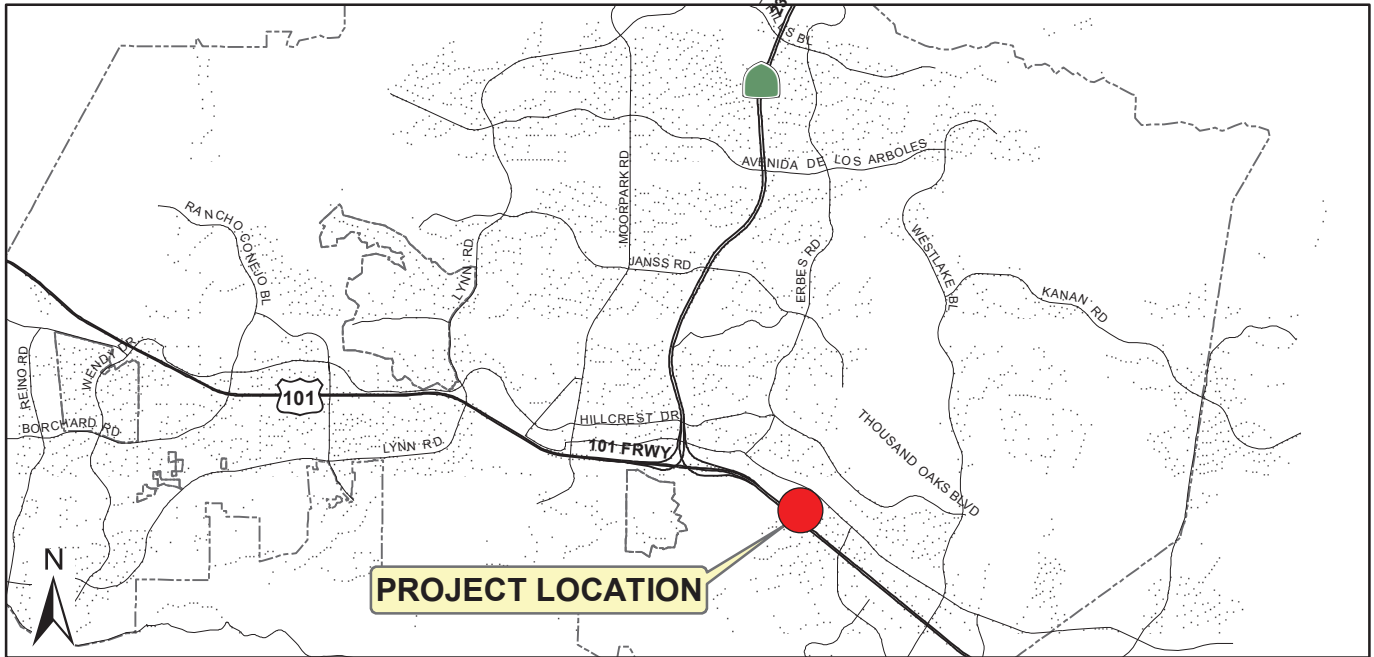 AVENIDA DE LOS ARBOLES
MOORPARK RD
RANCHO CONEJO BL
LYNN RD
JANSS RD
ERBES RD
WESTLAKE BL
KANAN RD
REINO RD
WENDY DR
101
BORCHARD RD
LYNN RD
HILLCREST DR
101 FRWY
THOUSAND OAKS BLVD
N
PROJECT LOCATION